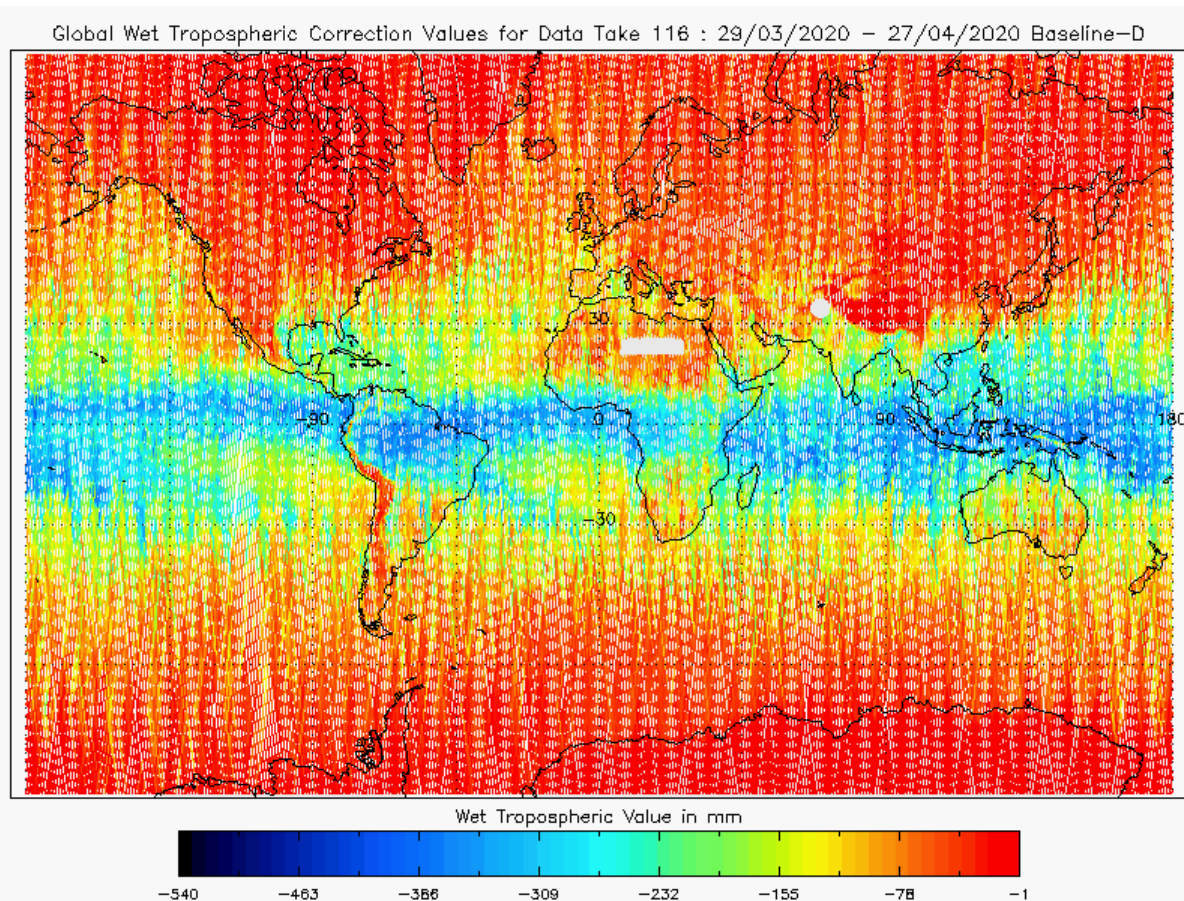 Global Wet Tropospheric Correction Values for Data Take 116 : 29/03/2020 – 27/04/2020 Baseline–D
30
–90 0 90 180
–30
Wet Tropospheric Value in mm
–540 –463 –386 –309 –232 –155 –78 –1